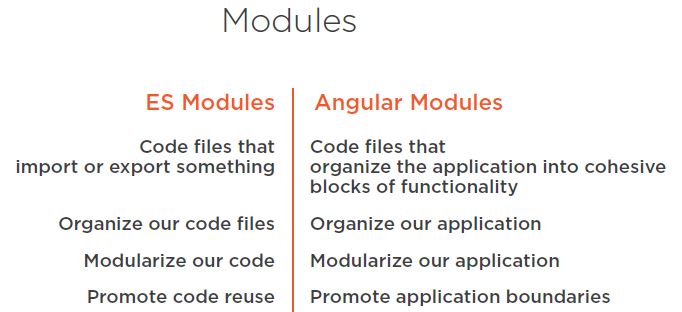 Modules
ES Modules
Code files that
import or export something
Organize our code files
Modularize our code
Promote code reuse
Angular Modules
Code files that
organize the application into cohesive
blocks of functionality
Organize our application
Modularize our application
Promote application boundaries